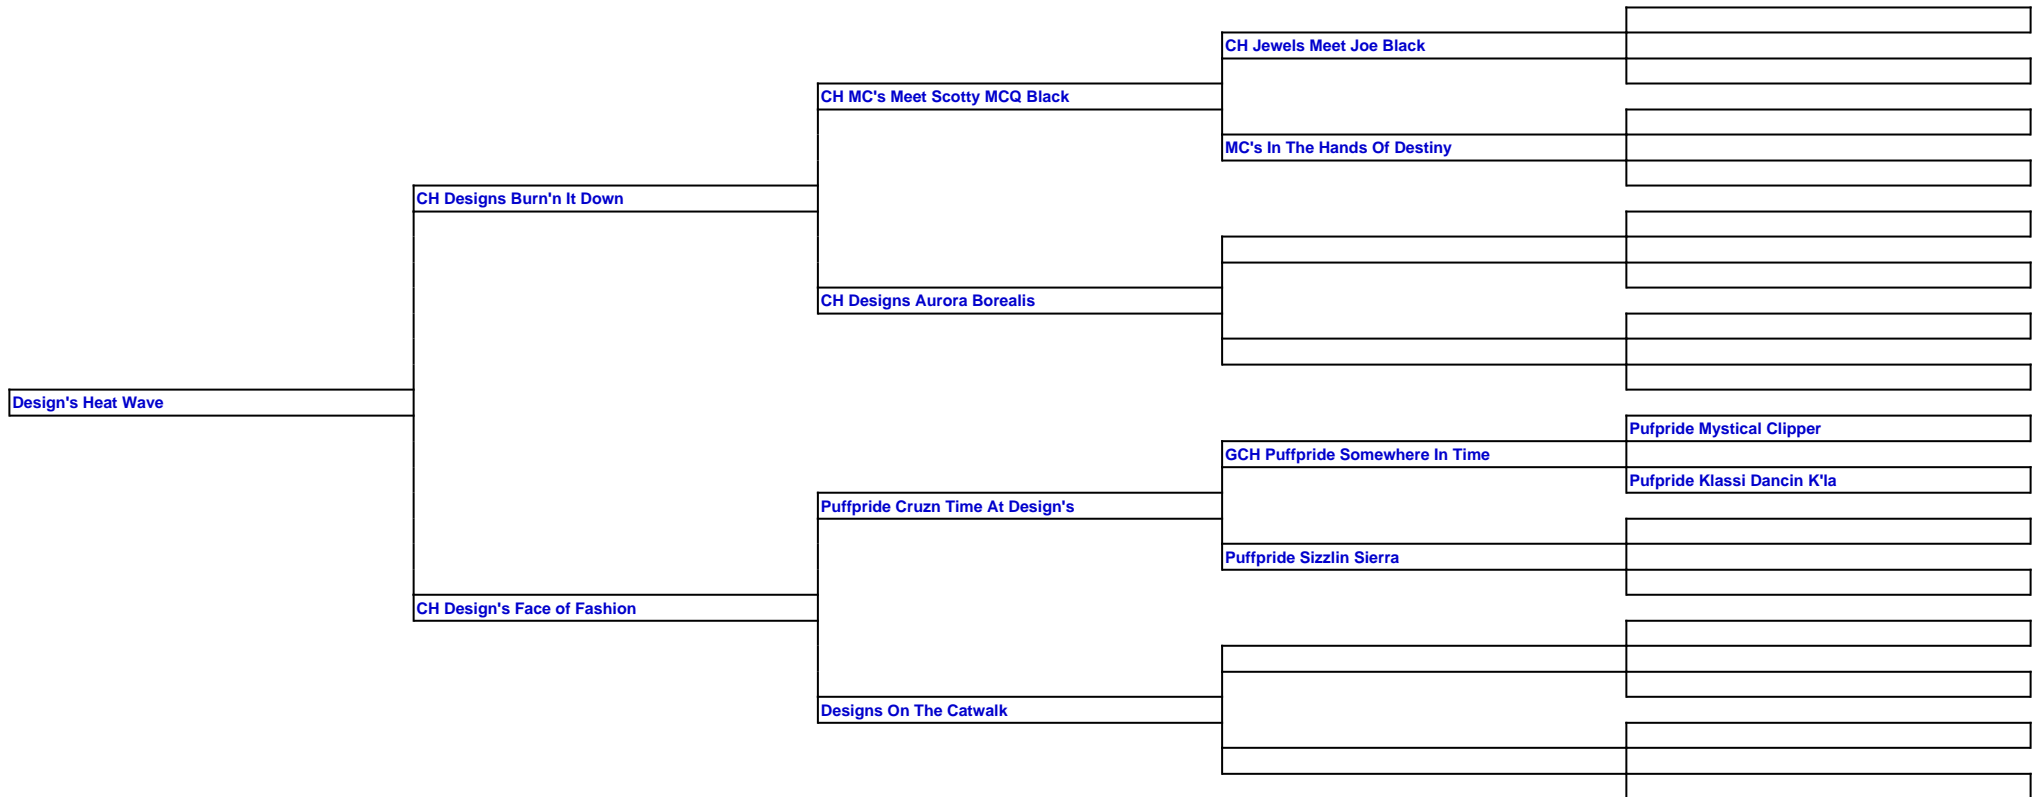 CH Jewels Meet Joe Black
CH MC's Meet Scotty MCQ Black
MC's In The Hands Of Destiny
CH Designs Burn'n It Down
CH Designs Aurora Borealis
Design's Heat Wave
Pufpride Mystical Clipper
GCH Puffpride Somewhere In Time
Pufpride Klassi Dancin K'la
Puffpride Cruzn Time At Design's
Puffpride Sizzlin Sierra
CH Design's Face of Fashion
Designs On The Catwalk